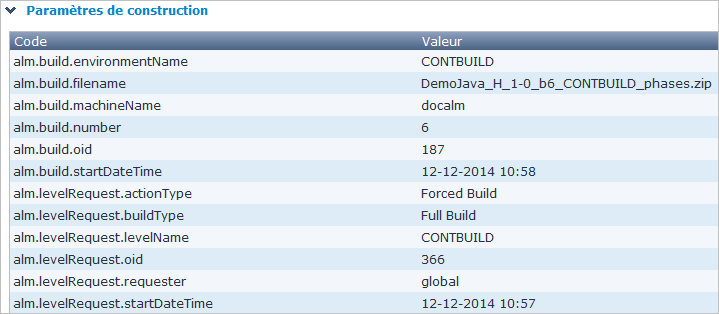 Paramètres de construction
Code Valeur
alm.build.environmentName CONTBUILD
alm.build.filename DemoJava_H_1-0_b6_CONTBUILD_phases.zip
alm.build.machineName docalm
alm.build.number 6
alm.build.oid 187
alm.build.startDateTime 12-12-2014 10:58
alm.levelRequest.actionType Forced Build
alm.levelRequest.buildType Full Build
alm.levelRequest.levelName CONTBUILD
alm.levelRequest.oid 366
alm.levelRequest.requester global
alm.levelRequest.startDateTime 12-12-2014 10:57